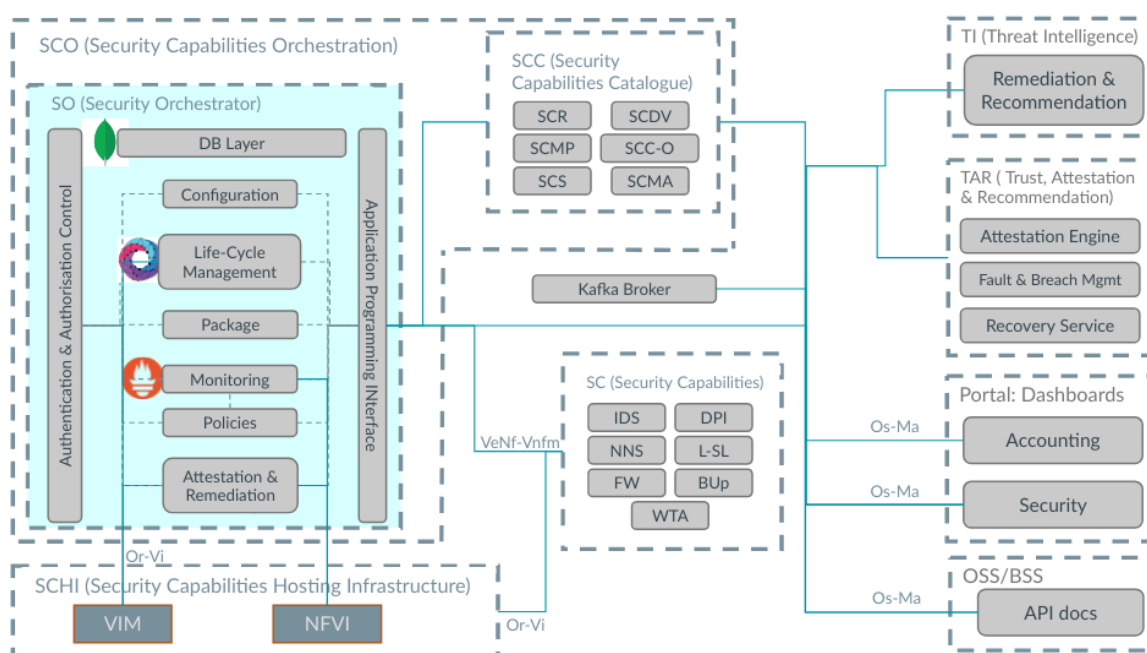 SCO (Security Capabilities Orchestration)
SO (Security Orchestrator)
Authentication & Authorisation Control
DB Layer
Configuration
Life-Cycle
Management
Package
Monitoring
Policies
Attestation &
Remediation
Application Programming INterface
Or-Vi
SCHI (Security Capabilities Hosting Infrastructure)
VIM
NFVI
SCC (Security
Capabilities Catalogue)
SCR
SCDV
SCMP
SCC-O
SCS
SCMA
Kafka Broker
SC (Security Capabilities)
IDS
DPI
NNS
L-SL
FW
BUp
WTA
VeNf-Vnfm
Or-Vi
TI (Threat Intelligence)
Remediation &
Recommendation
TAR ( Trust, Attestation
& Recommendation)
Attestation Engine
Fault & Breach Mgmt
Recovery Service
Portal: Dashboards
Os-Ma
Accounting
Os-Ma
Security
OSS/BSS
Os-Ma
API docs